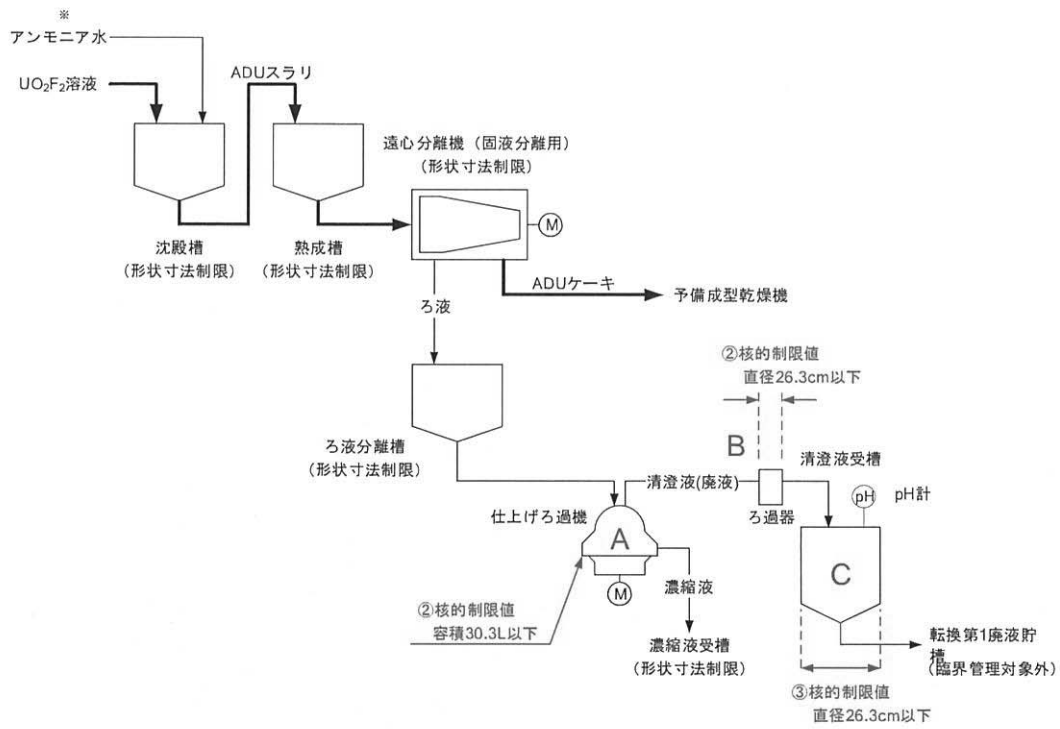 ※
アンモニア水
UO₂F₂溶液
ADUスラリ
遠心分離機（固液分離用）
（形状寸法制限）
M
沈殿槽
（形状寸法制限）
熟成槽
（形状寸法制限）
ADUケーキ
予備成型乾燥機
ろ液
②核的制限値
直径26.3cm以下
ろ液分離槽
（形状寸法制限）
B
清澄液受槽
清澄液(廃液)
pH
pH計
仕上げろ過機
ろ過器
A
C
M
濃縮液
②核的制限値
容積30.3L以下
濃縮液受槽
（形状寸法制限）
転換第1廃液貯
槽
（臨界管理対象外）
③核的制限値
直径26.3cm以下